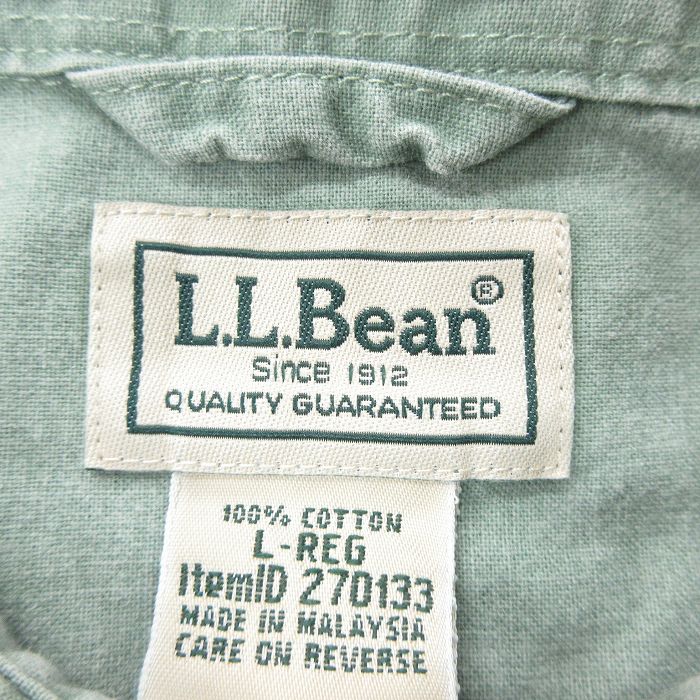 L.L.Bean®
Since 1912
QUALITY GUARANTEED
100% COTTON
L-REG
ItemID 270133
MADE IN MALAYSIA
CARE ON REVERSE